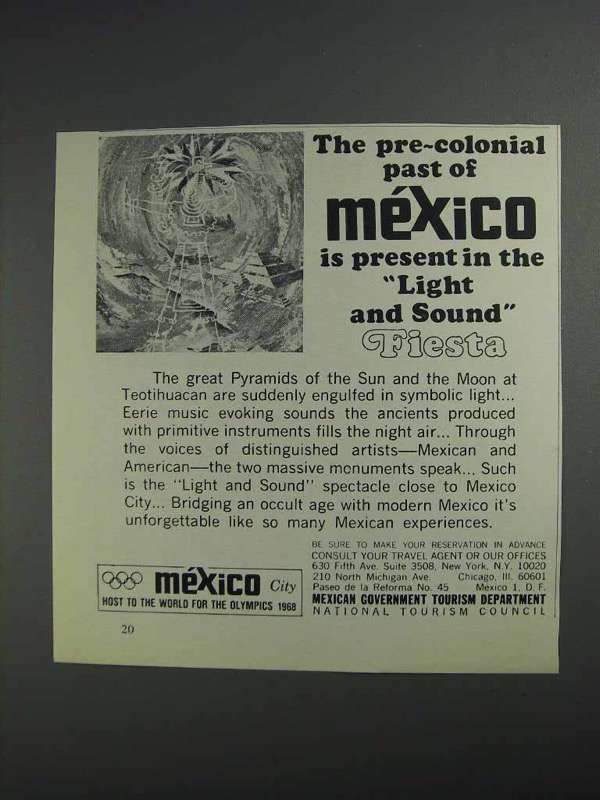 The pre-colonial
past of
méXico
is present in the
"Light
and Sound"
Fiesta
The great Pyramids of the Sun and the Moon at
Teotihuacan are suddenly engulfed in symbolic light...
Eerie music evoking sounds the ancients produced
with primitive instruments fills the night air... Through
the voices of distinguished artists—Mexican and
American—the two massive monuments speak... Such
is the "Light and Sound" spectacle close to Mexico
City... Bridging an occult age with modern Mexico it's
unforgettable like so many Mexican experiences.
BE SURE TO MAKE YOUR RESERVATION IN ADVANCE
CONSULT YOUR TRAVEL AGENT OR OUR OFFICES
630 Fifth Ave. Suite 3508, New York, N.Y. 10020
210 North Michigan Ave. Chicago, Ill. 60601
Paseo de la Reforma No. 45 Mexico 1, D. F.
MEXICAN GOVERNMENT TOURISM DEPARTMENT
NATIONAL TOURISM COUNCIL
méXico City
HOST TO THE WORLD FOR THE OLYMPICS 1968
20